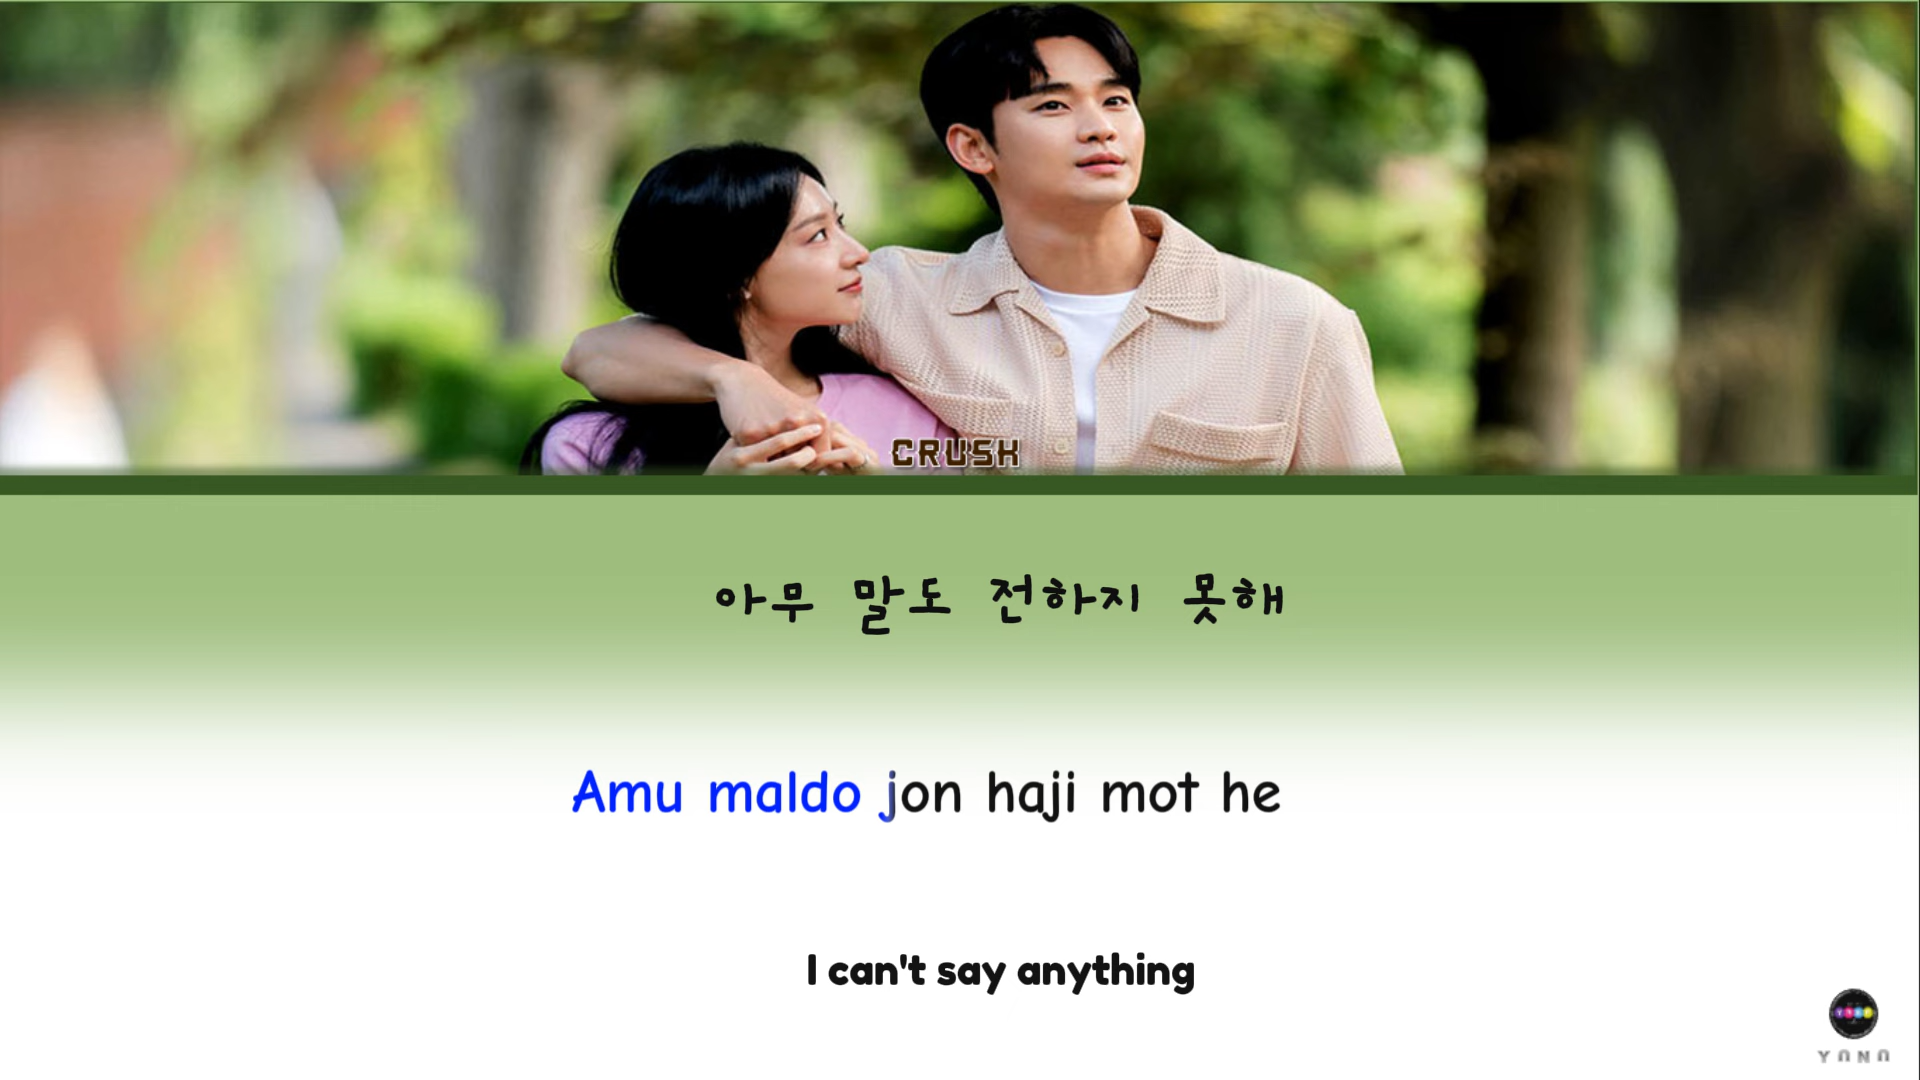 CRUSH
아무 말도 전하지 못해
Amu maldo jon haji mot he
I can't say anything
YANA